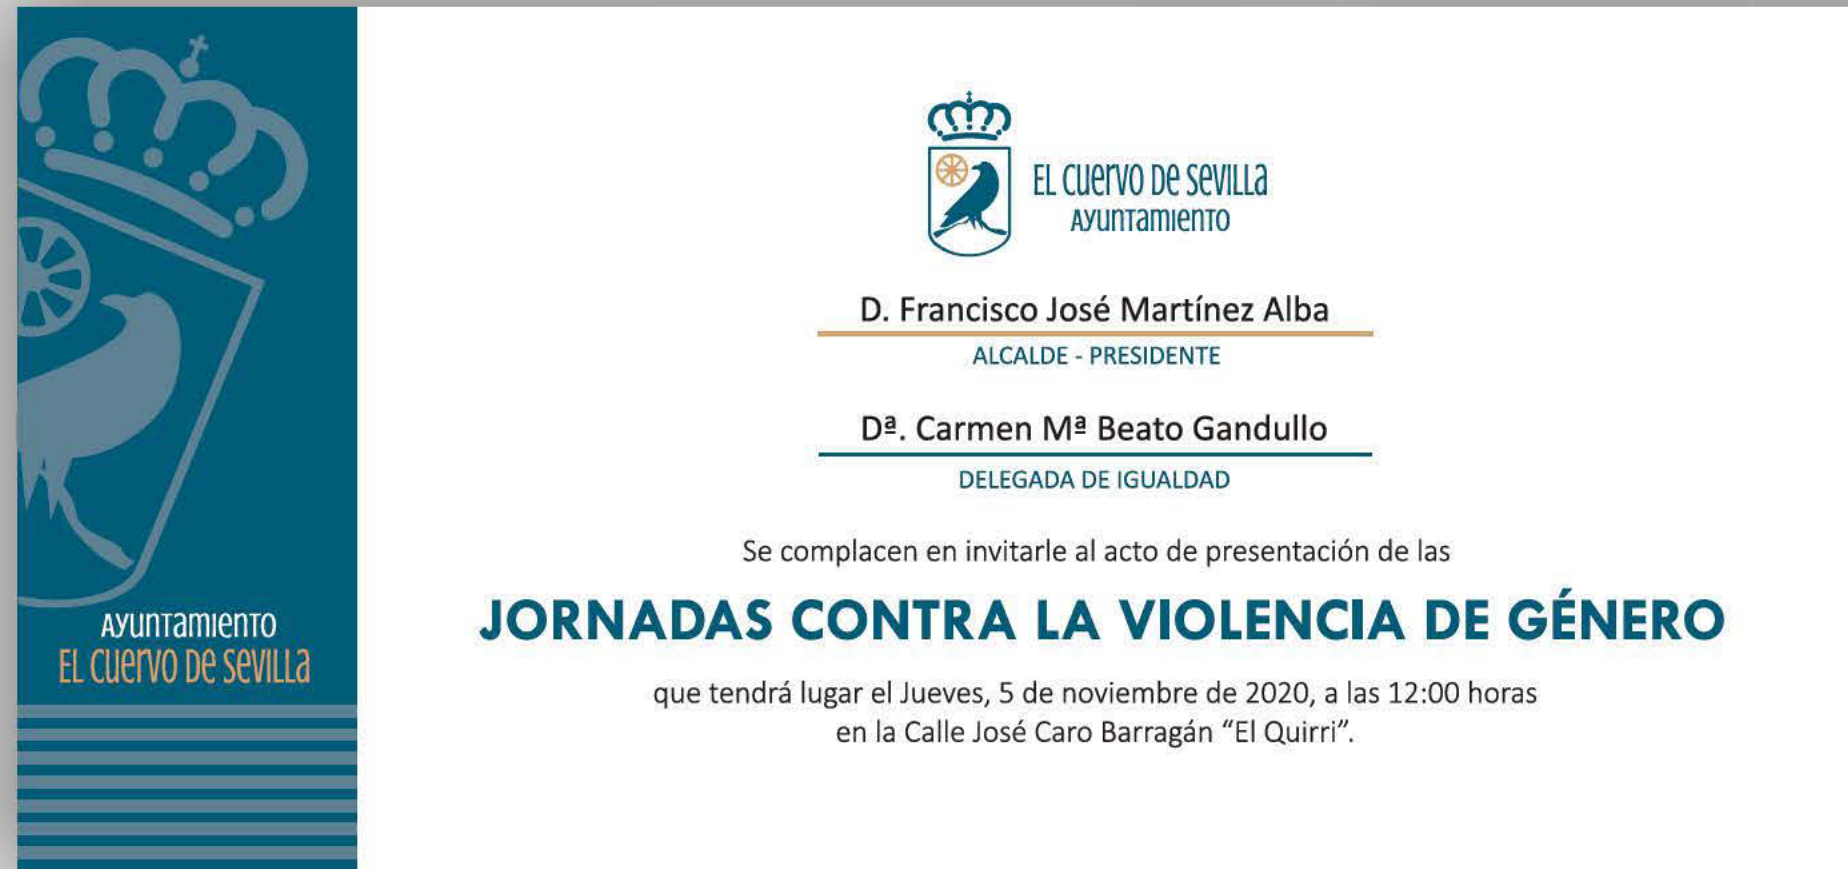 AYUNTAMIENTO
EL CUERVO DE SEVILLA
EL CUERVO DE SEVILLA
AYUNTAMIENTO
D. Francisco José Martínez Alba
ALCALDE - PRESIDENTE
Dª. Carmen Mª Beato Gandullo
DELEGADA DE IGUALDAD
Se complacen en invitarle al acto de presentación de las
JORNADAS CONTRA LA VIOLENCIA DE GÉNERO
que tendrá lugar el Jueves, 5 de noviembre de 2020, a las 12:00 horas
en la Calle José Caro Barragán “El Quirri”.